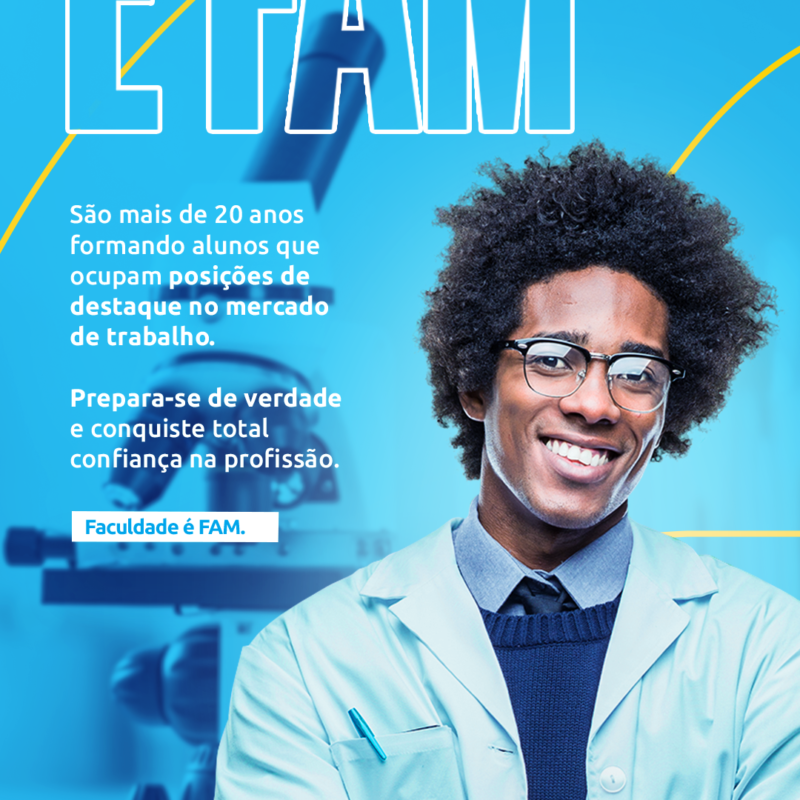 É FAM
São mais de 20 anos
formando alunos que
ocupam posições de
destaque no mercado
de trabalho.
Prepara-se de verdade
e conquiste total
confiança na profissão.
Faculdade é FAM.